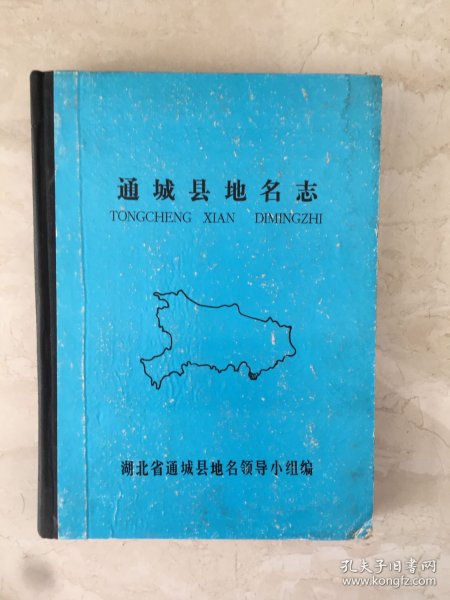 通城县地名志
TONGCHENG XIAN DIMINGZHI
湖北省通城县地名领导小组编
孔夫子旧书网
www.kongfz.com